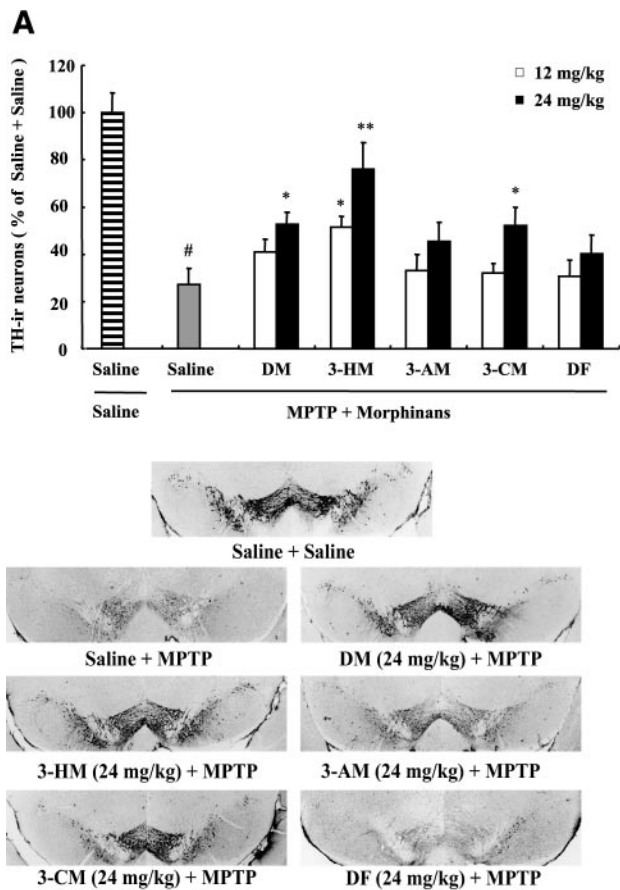 A
TH-ir neurons ( % of Saline + Saline)
120
100
80
60
40
20
0
12 mg/kg
24 mg/kg
#
*
*
**
*
Saline Saline DM 3-HM 3-AM 3-CM DF
Saline MPTP + Morphinans
Saline + Saline
Saline + MPTP DM (24 mg/kg) + MPTP
3-HM (24 mg/kg) + MPTP 3-AM (24 mg/kg) + MPTP
3-CM (24 mg/kg) + MPTP DF (24 mg/kg) + MPTP